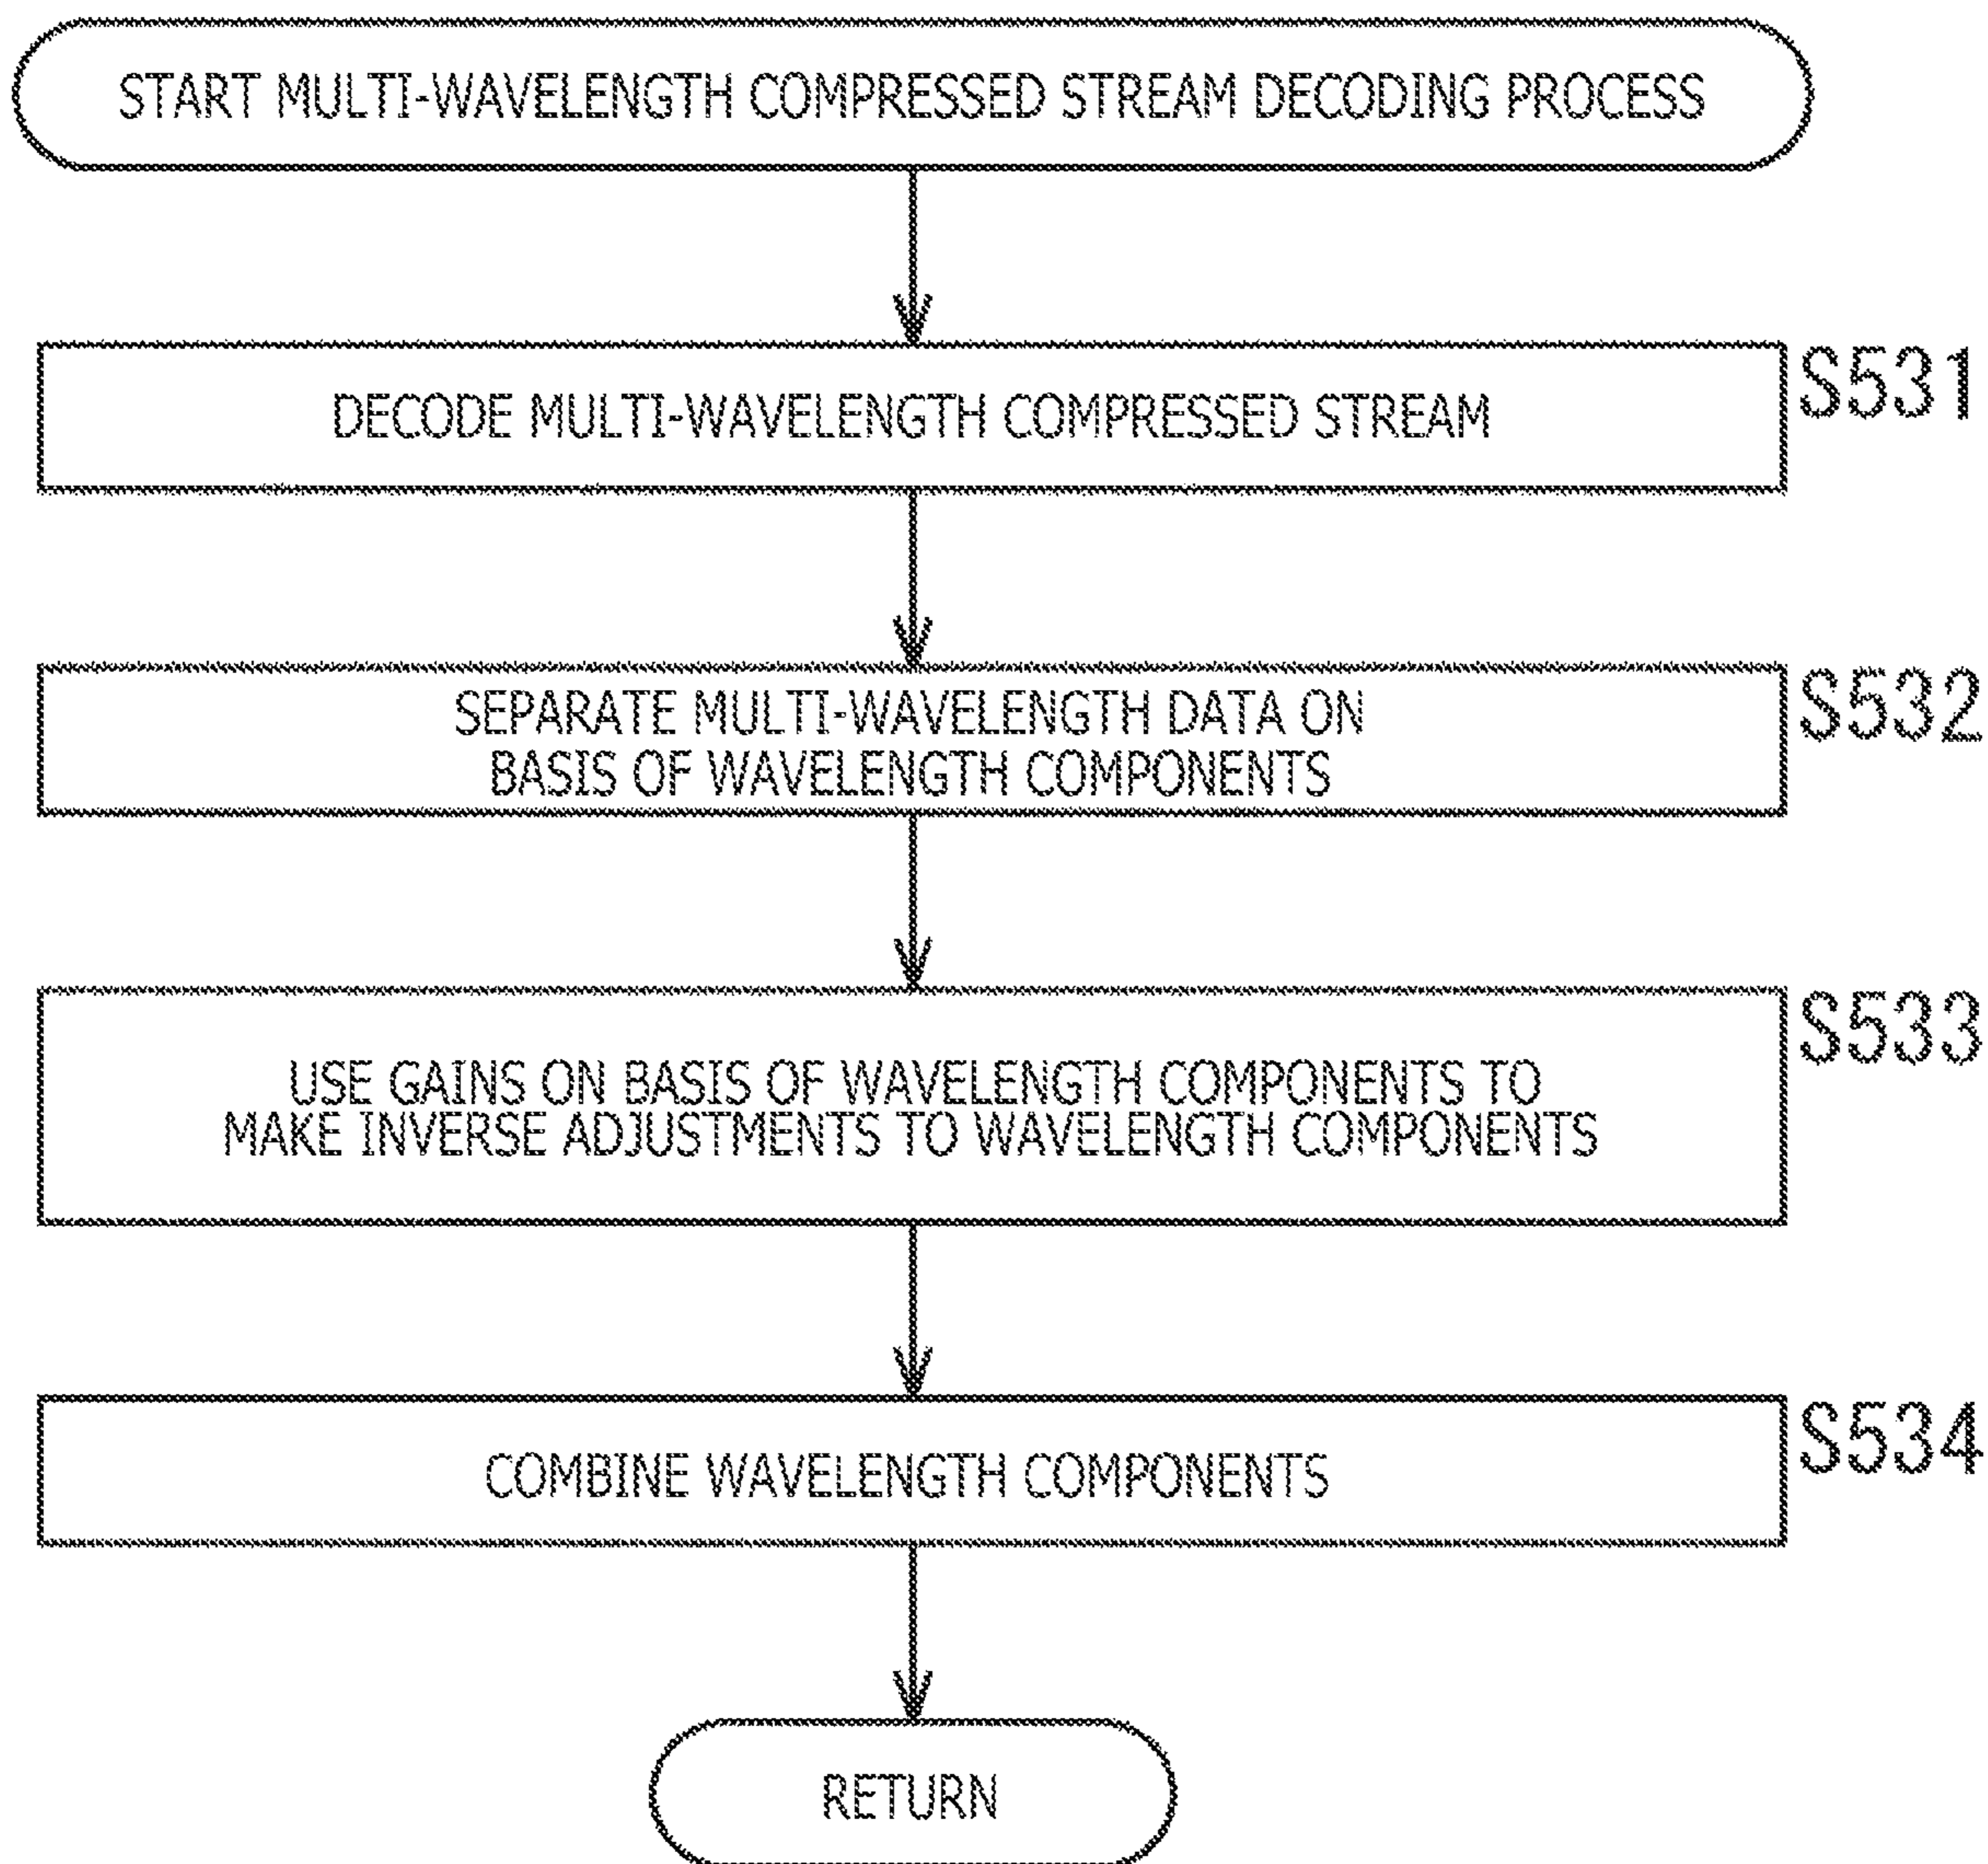 START MULTI-WAVELENGTH COMPRESSED STREAM DECODING PROCESS
DECODE MULTI-WAVELENGTH COMPRESSED STREAM
S531
SEPARATE MULTI-WAVELENGTH DATA ON
BASIS OF WAVELENGTH COMPONENTS
S532
USE GAINS ON BASIS OF WAVELENGTH COMPONENTS TO
MAKE INVERSE ADJUSTMENTS TO WAVELENGTH COMPONENTS
S533
COMBINE WAVELENGTH COMPONENTS
S534
RETURN